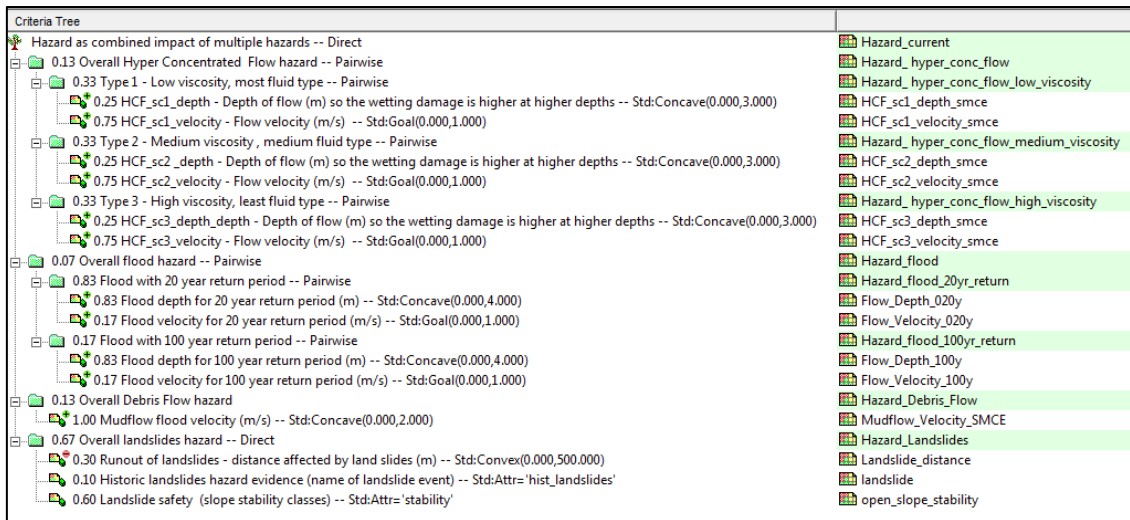 Criteria Tree
Hazard as combined impact of multiple hazards -- Direct Hazard_current
0.13 Overall Hyper Concentrated  Flow hazard -- Pairwise Hazard_ hyper_conc_flow
0.33 Type 1 - Low viscosity, most fluid type -- Pairwise Hazard_ hyper_conc_flow_low_viscosity
0.25 HCF_sc1_depth - Depth of flow (m) so the wetting damage is higher at higher depths -- Std:Concave(0.000,3.000) HCF_sc1_depth_smce
0.75 HCF_sc1_velocity - Flow velocity (m/s)  -- Std:Goal(0.000,1.000) HCF_sc1_velocity_smce
0.33 Type 2 - Medium viscosity , medium fluid type -- Pairwise Hazard_ hyper_conc_flow_medium_viscosity
0.25 HCF_sc2 _depth - Depth of flow (m) so the wetting damage is higher at higher depths -- Std:Concave(0.000,3.000) HCF_sc2_depth_smce
0.75 HCF_sc2_velocity - Flow velocity (m/s)  -- Std:Goal(0.000,1.000) HCF_sc2_velocity_smce
0.33 Type 3 - High viscosity, least fluid type -- Pairwise Hazard_ hyper_conc_flow_high_viscosity
0.25 HCF_sc3_depth_depth - Depth of flow (m) so the wetting damage is higher at higher depths -- Std:Concave(0.000,3.000) HCF_sc3_depth_smce
0.75 HCF_sc3_velocity - Flow velocity (m/s)  -- Std:Goal(0.000,1.000) HCF_sc3_velocity_smce
0.07 Overall flood hazard -- Pairwise Hazard_flood
0.83 Flood with 20 year return period -- Pairwise Hazard_flood_20yr_return
0.83 Flood depth for 20 year return period (m) -- Std:Concave(0.000,4.000) Flow_Depth_020y
0.17 Flood velocity for 20 year return period (m/s) -- Std:Goal(0.000,1.000) Flow_Velocity_020y
0.17 Flood with 100 year return period -- Pairwise Hazard_flood_100yr_return
0.83 Flood depth for 100 year return period (m) -- Std:Concave(0.000,4.000) Flow_Depth_100y
0.17 Flood velocity for 100 year return period (m/s) -- Std:Goal(0.000,1.000) Flow_Velocity_100y
0.13 Overall Debris Flow hazard Hazard_Debris_Flow
1.00 Mudflow flood velocity (m/s) -- Std:Concave(0.000,2.000) Mudflow_Velocity_SMCE
0.67 Overall landslides hazard -- Direct Hazard_Landslides
0.30 Runout of landslides - distance affected by land slides (m) -- Std:Convex(0.000,500.000) Landslide_distance
0.10 Historic landslides hazard evidence (name of landslide event) -- Std:Attr='hist_landslides' landslide
0.60 Landslide safety  (slope stability classes) -- Std:Attr='stability' open_slope_stability